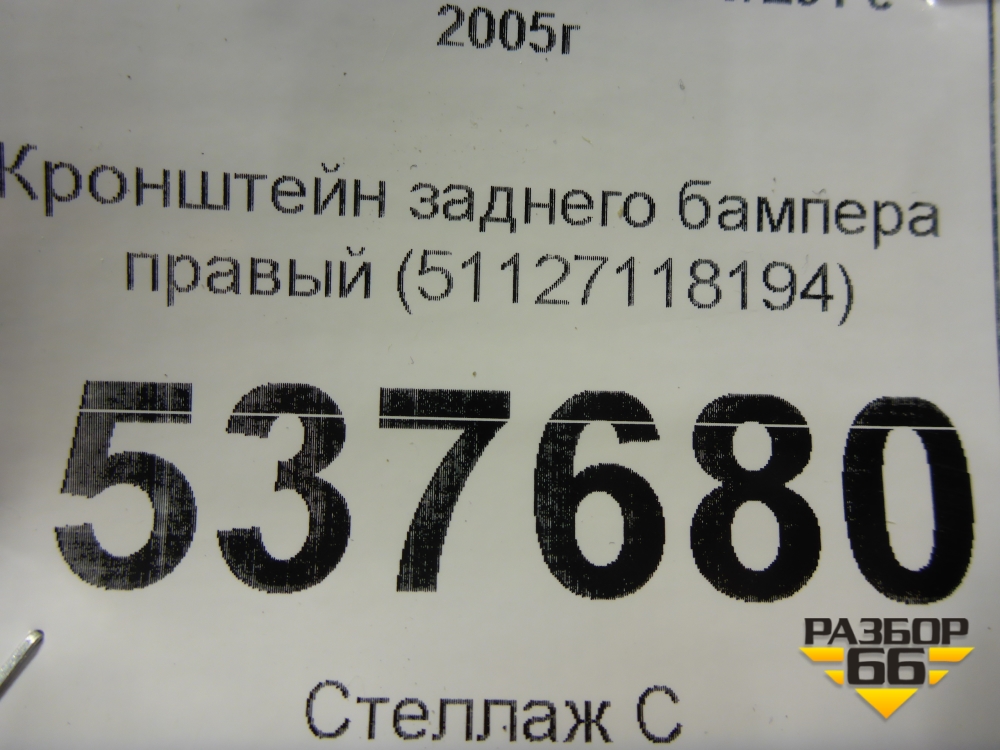 2005г
Кронштейн заднего бампера
правый (51127118194)
537680
Стеллаж С
РАЗБОР
66